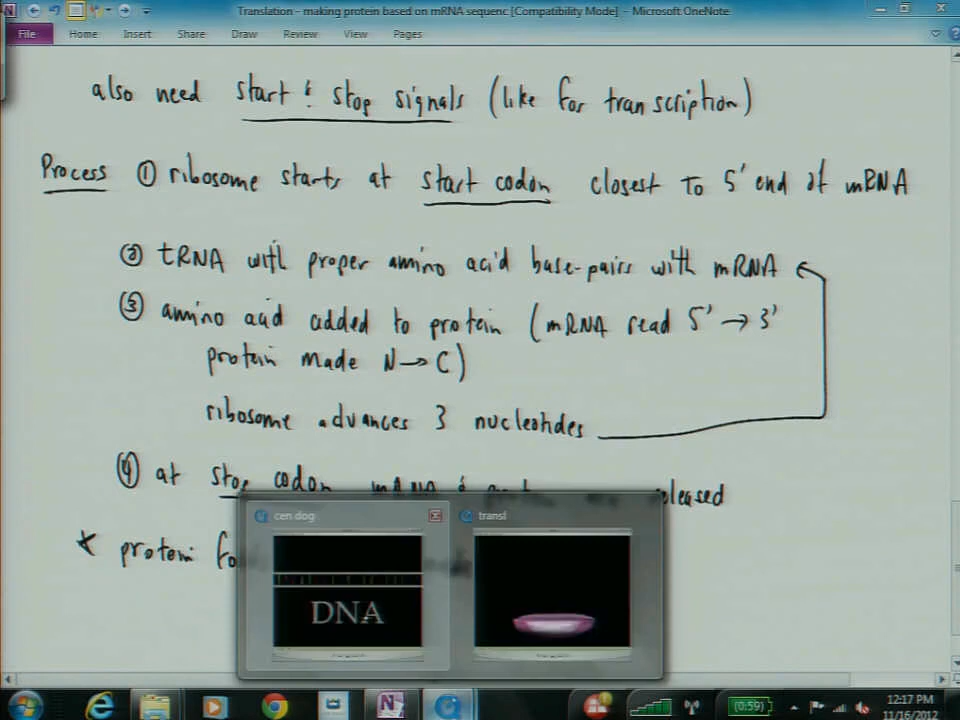 Translation - making protein based on mRNA sequenc [Compatibility Mode] - Microsoft OneNote
File Home Insert Share Draw Review View Pages
also need start & stop signals (like for transcription)
Process ① ribosome starts at start codon closest to 5' end of mRNA
② tRNA with proper amino acid base-pairs with mRNA
③ amino acid added to protein (mRNA read 5' → 3'
protein made N → C)
ribosome advances 3 nucleotides
④ at stop codon mRNA & released
* protein
cen.dog transl
DNA
(0:59) 12:17 PM
11/16/2012